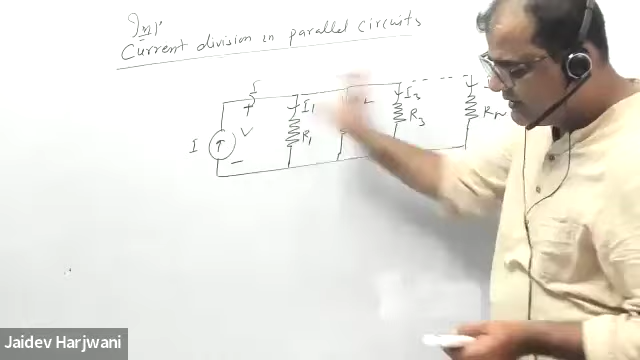 Imp
Current division in parallel circuits
I
+
V
-
I1
R1
I3
R3
RN
Jaidev Harjwani